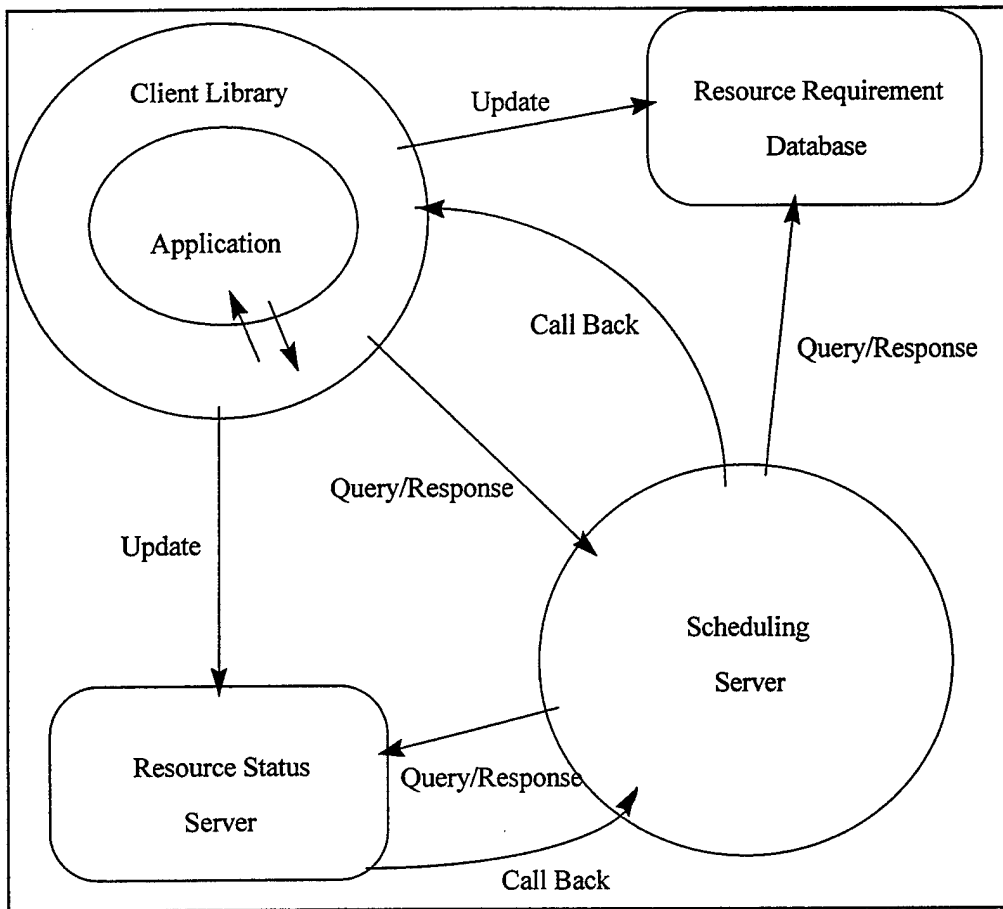 Client Library
Update
Resource Requirement
Database
Application
Call Back
Query/Response
Query/Response
Update
Scheduling
Server
Resource Status
Server
Query/Response
Call Back